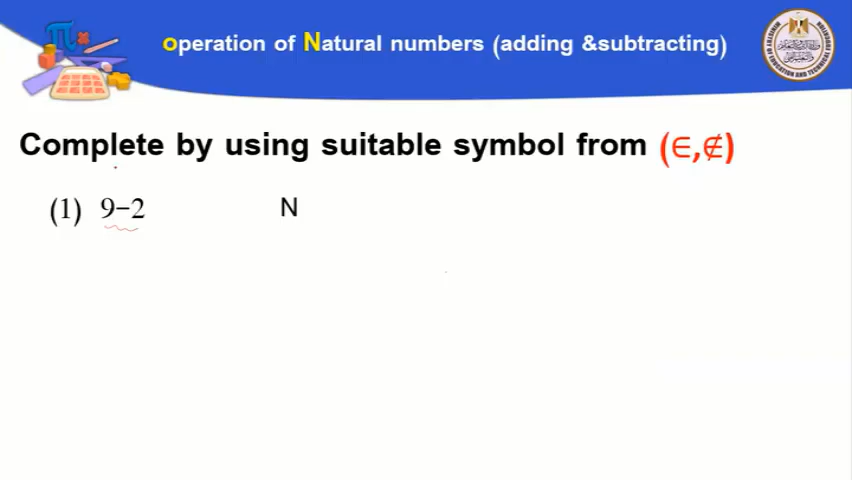 operation of Natural numbers (adding &subtracting)
Complete by using suitable symbol from (∈,∉)
(1) 9−2 N